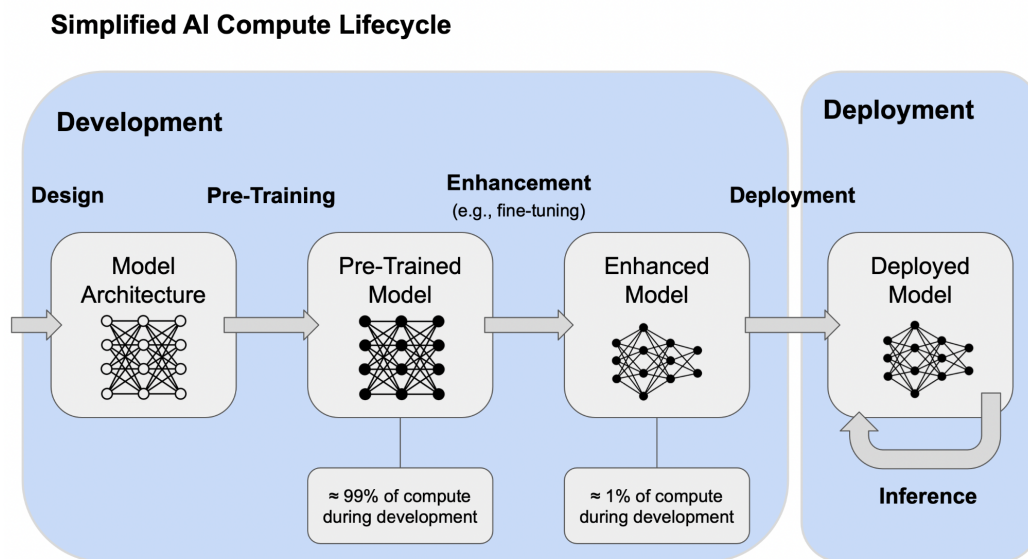 Simplified AI Compute Lifecycle
Development
Deployment
Design
Pre-Training
Enhancement
(e.g., fine-tuning)
Deployment
Model
Architecture
Pre-Trained
Model
Enhanced
Model
Deployed
Model
≈ 99% of compute
during development
≈ 1% of compute
during development
Inference